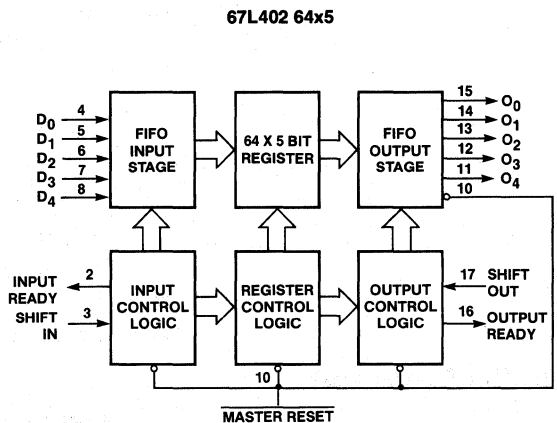 67L402 64x5
D0
D1
D2
D3
D4
4
5
6
7
8
FIFO
INPUT
STAGE
64 X 5 BIT
REGISTER
FIFO
OUTPUT
STAGE
15
14
13
12
11
10
O0
O1
O2
O3
O4
INPUT
READY
2
SHIFT
IN
3
INPUT
CONTROL
LOGIC
REGISTER
CONTROL
LOGIC
OUTPUT
CONTROL
LOGIC
17
SHIFT
OUT
16
OUTPUT
READY
10
MASTER RESET